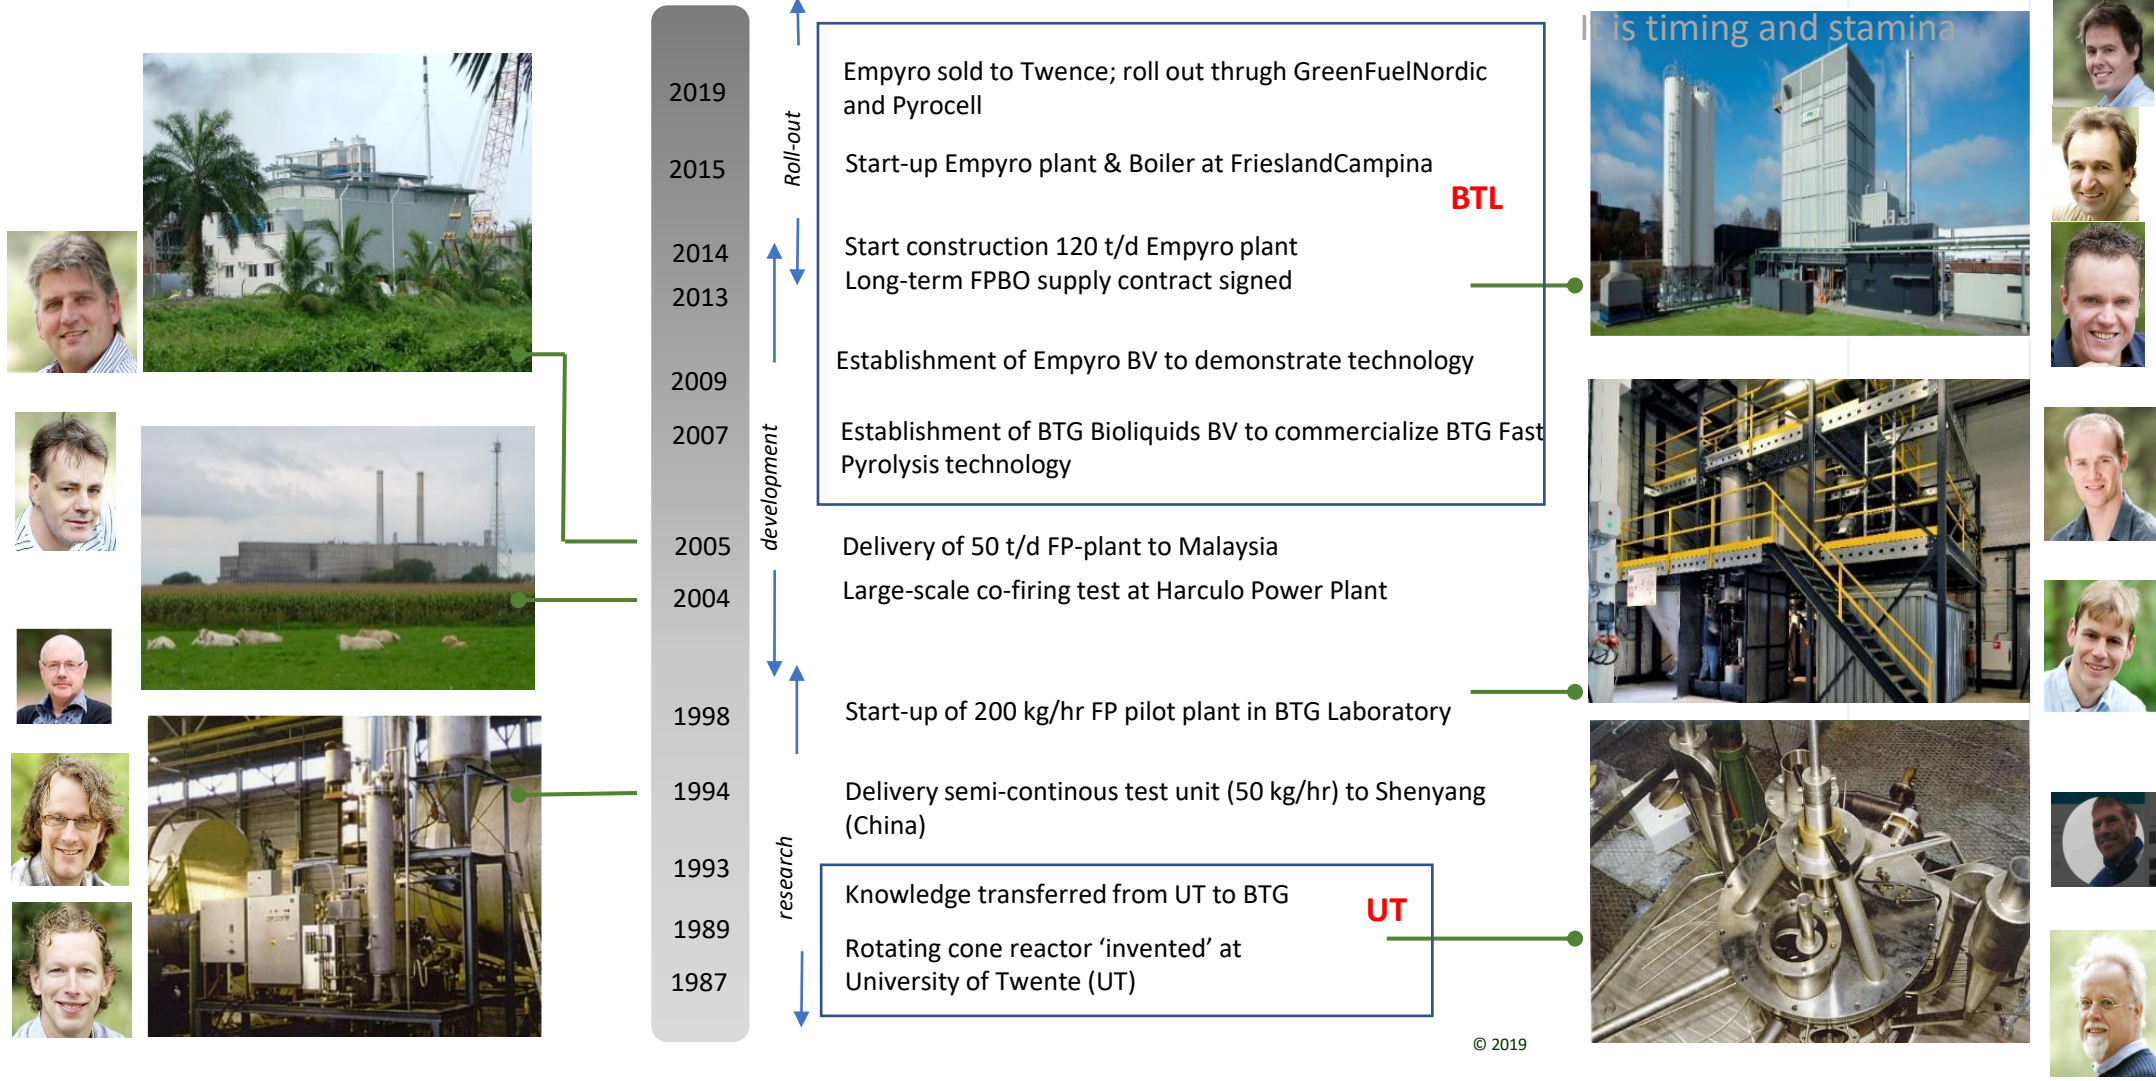 It is timing and stamina
2019
Empyro sold to Twence; roll out thrugh GreenFuelNordic
and Pyrocell
Roll-out
2015
Start-up Empyro plant & Boiler at FrieslandCampina
BTL
2014
Start construction 120 t/d Empyro plant
2013
Long-term FPBO supply contract signed
2009
Establishment of Empyro BV to demonstrate technology
2007
Establishment of BTG Bioliquids BV to commercialize BTG Fast
Pyrolysis technology
development
2005
Delivery of 50 t/d FP-plant to Malaysia
2004
Large-scale co-firing test at Harculo Power Plant
1998
Start-up of 200 kg/hr FP pilot plant in BTG Laboratory
1994
Delivery semi-continous test unit (50 kg/hr) to Shenyang
(China)
research
1993
Knowledge transferred from UT to BTG
UT
1989
Rotating cone reactor ‘invented’ at
University of Twente (UT)
1987
© 2019